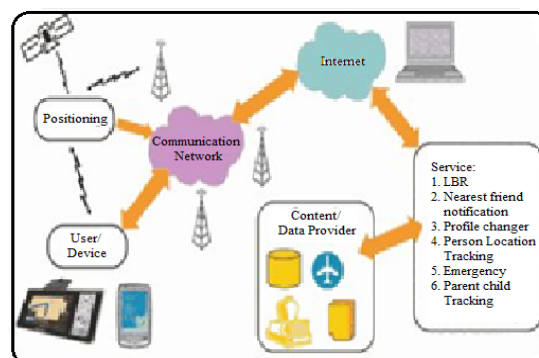 Internet
Positioning
Communication
Network
User/
Device
Content/
Data Provider
Service:
1. LBR
2. Nearest friend
notification
3. Profile changer
4. Person Location
Tracking
5. Emergency
6. Parent child
Tracking